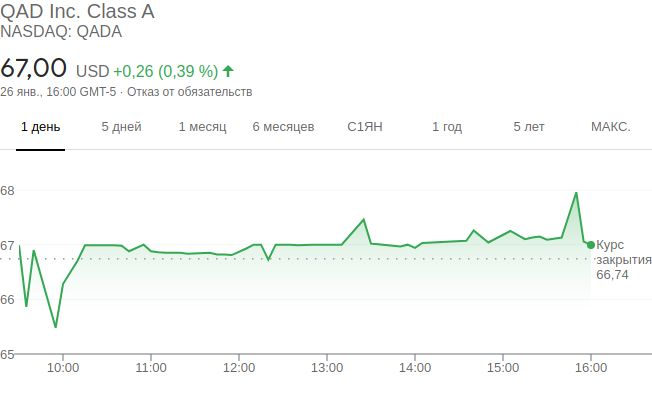 QAD Inc. Class A
NASDAQ: QADA
67,00 USD +0,26 (0,39 %)
26 янв., 16:00 GMT-5 · Отказ от обязательств
1 день 5 дней 1 месяц 6 месяцев С1ЯН 1 год 5 лет МАКС.
68
67
66
65
Курс
закрытия
66,74
10:00 11:00 12:00 13:00 14:00 15:00 16:00